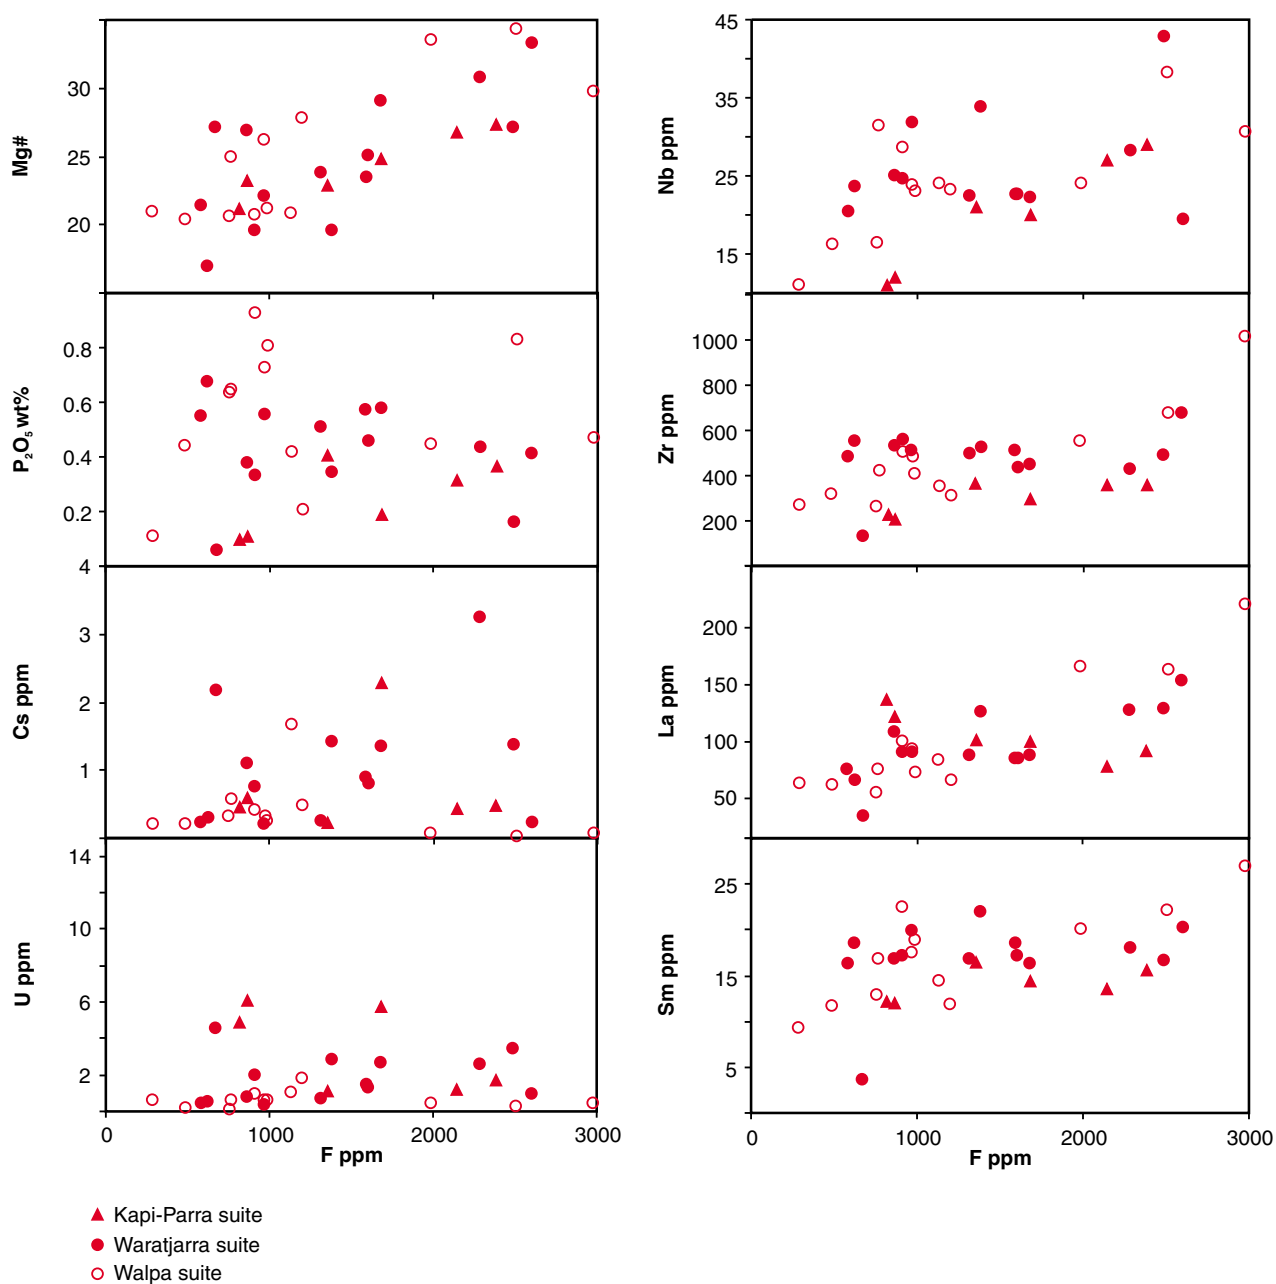 Mg#
30
25
20
P2O5 wt%
0.8
0.6
0.4
0.2
4
Cs ppm
3
2
1
U ppm
14
10
6
2
0 1000 2000 3000
F ppm
Nb ppm
45
35
25
15
Zr ppm
1000
800
600
400
200
La ppm
200
150
100
50
Sm ppm
25
15
5
0 1000 2000 3000
F ppm
Kapi-Parra suite
Waratjarra suite
Walpa suite